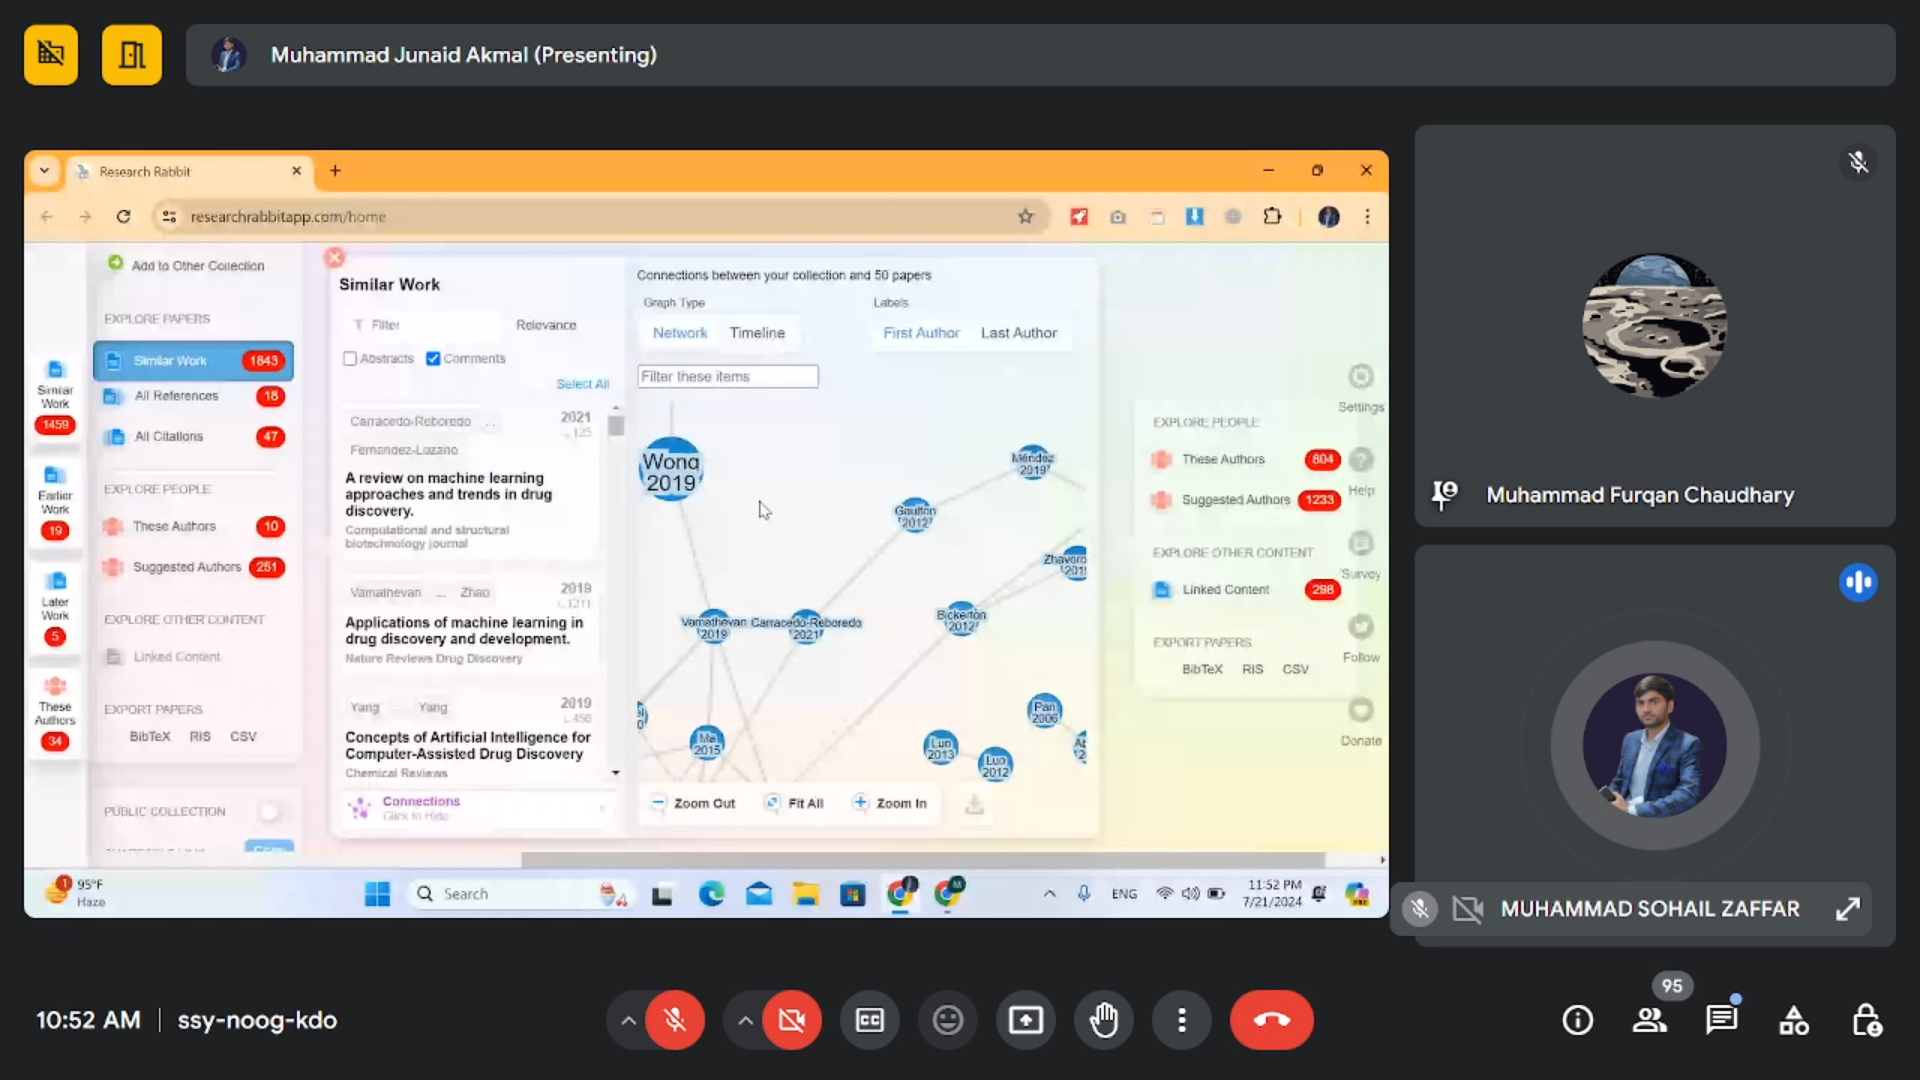 Muhammad Junaid Akmal (Presenting)
Research Rabbit
researchrabbitapp.com/home
Similar Work
1459
Earlier Work
19
Later Work
5
These Authors
34
Add to Other Collection
EXPLORE PAPERS
Similar Work 1843
All References 18
All Citations 47
EXPLORE PEOPLE
These Authors 10
Suggested Authors 251
EXPLORE OTHER CONTENT
Linked Content
EXPORT PAPERS
BibTeX RIS CSV
PUBLIC COLLECTION
Similar Work
Filter Relevance
Abstracts Comments
Select All
Carracedo-Reboredo ... 2021
Fernandez-Lozano
A review on machine learning
approaches and trends in drug
discovery.
Computational and structural
biotechnology journal
Vamathevan ... Zhao 2019
Applications of machine learning in
drug discovery and development.
Nature Reviews Drug Discovery
Yang ... Yang 2019
Concepts of Artificial Intelligence for
Computer-Assisted Drug Discovery
Chemical Reviews
Connections
Click to Hide
Connections between your collection and 50 papers
Graph Type Labels
Network Timeline First Author Last Author
Filter these items
Wong
2019
Méndez
2019
Gaulton
2012
Vamathevan
2019
Carracedo-Reboredo
2021
Bickerton
2012
Ma
2015
Pan
2006
Luo
2013
Luo
2012
Zoom Out Fit All Zoom In
EXPLORE PEOPLE
These Authors 804
Suggested Authors 1233
EXPLORE OTHER CONTENT
Linked Content 298
EXPORT PAPERS
BibTeX RIS CSV
Settings
Help
Survey
Follow
Donate
1
95°F
Haze
Search
ENG
11:52 PM
7/21/2024
Muhammad Furqan Chaudhary
MUHAMMAD SOHAIL ZAFFAR
10:52 AM | ssy-noog-kdo
CC
95